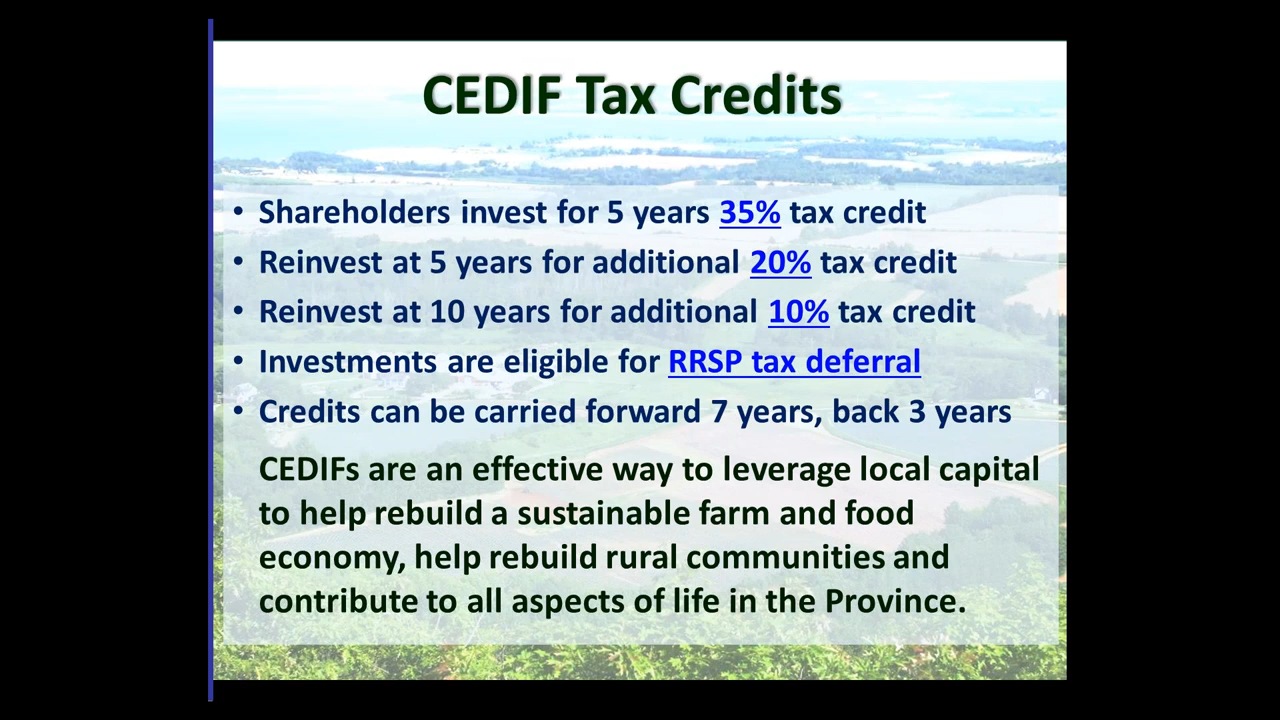 CEDIF Tax Credits
• Shareholders invest for 5 years 35% tax credit
• Reinvest at 5 years for additional 20% tax credit
• Reinvest at 10 years for additional 10% tax credit
• Investments are eligible for RRSP tax deferral
• Credits can be carried forward 7 years, back 3 years
CEDIFs are an effective way to leverage local capital
to help rebuild a sustainable farm and food
economy, help rebuild rural communities and
contribute to all aspects of life in the Province.